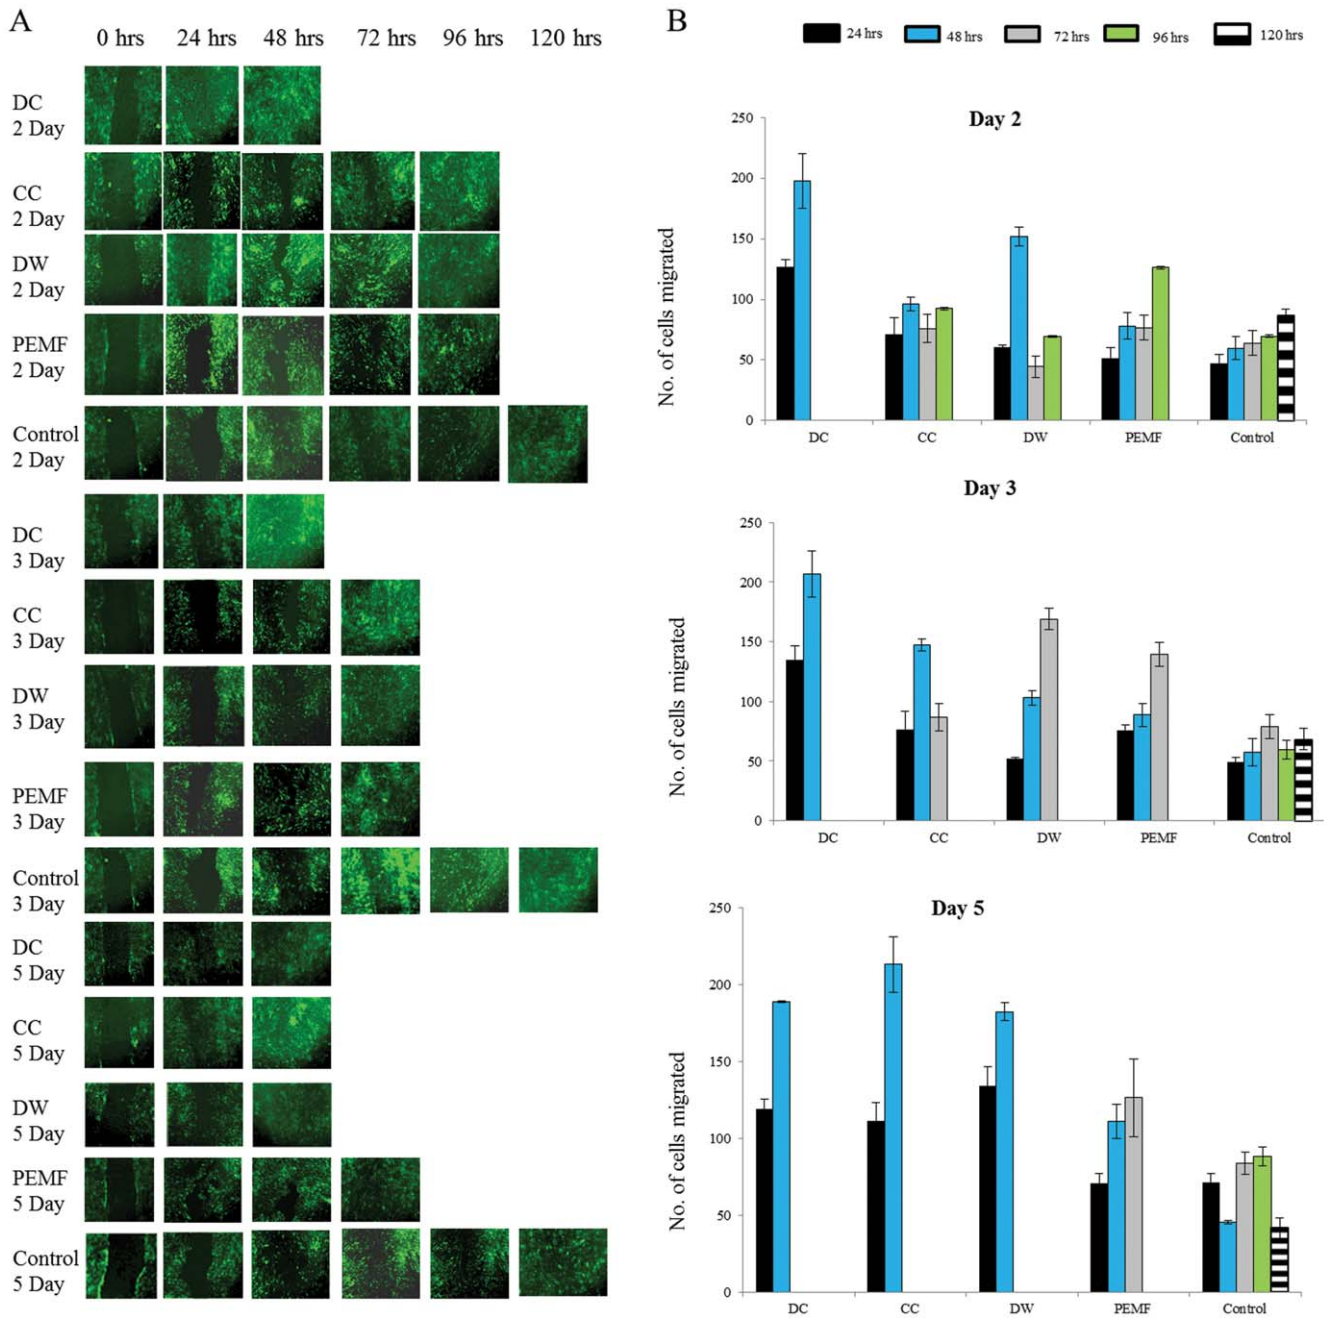 A
0 hrs 24 hrs 48 hrs 72 hrs 96 hrs 120 hrs
DC
2 Day
CC
2 Day
DW
2 Day
PEMF
2 Day
Control
2 Day
DC
3 Day
CC
3 Day
DW
3 Day
PEMF
3 Day
Control
3 Day
DC
5 Day
CC
5 Day
DW
5 Day
PEMF
5 Day
Control
5 Day
B
24 hrs 48 hrs 72 hrs 96 hrs 120 hrs
Day 2
No. of cells migrated
250
200
150
100
50
0
DC CC DW PEMF Control
Day 3
No. of cells migrated
250
200
150
100
50
0
DC CC DW PEMF Control
Day 5
No. of cells migrated
250
200
150
100
50
0
DC CC DW PEMF Control